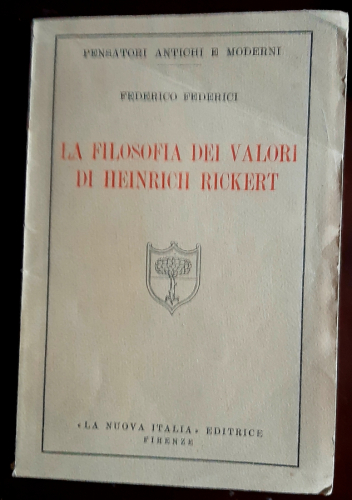 PENSATORI ANTICHI E MODERNI
FEDERICO FEDERICI
LA FILOSOFIA DEI VALORI
DI HEINRICH RICKERT
«LA NUOVA ITALIA» EDITRICE
FIRENZE